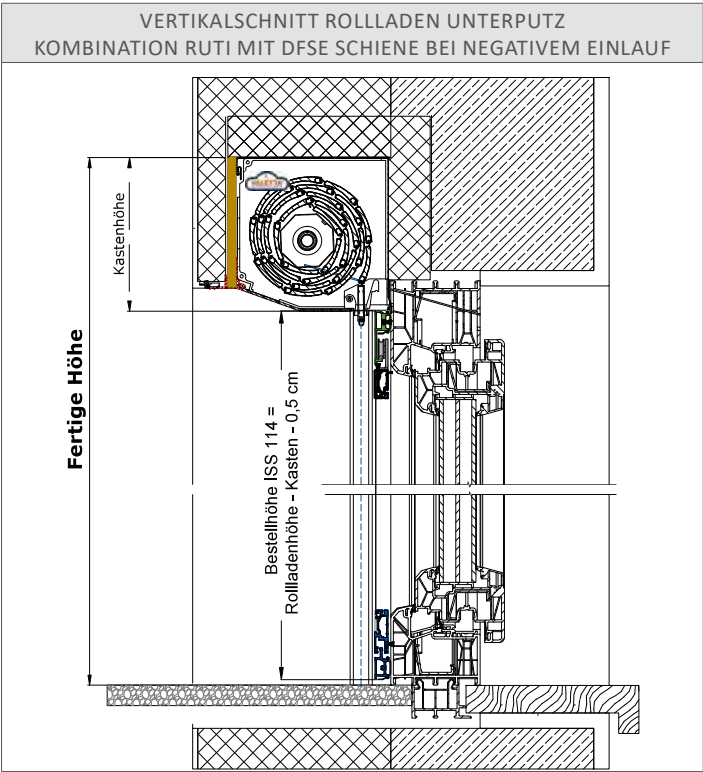 VERTIKALSCHNITT ROLLLADEN UNTERPUTZ
KOMBINATION RUTI MIT DFSE SCHIENE BEI NEGATIVEM EINLAUF
VALETTA
Kastenhöhe
Fertige Höhe
Bestellhöhe ISS 114 =
Rollladenhöhe - Kasten - 0,5 cm